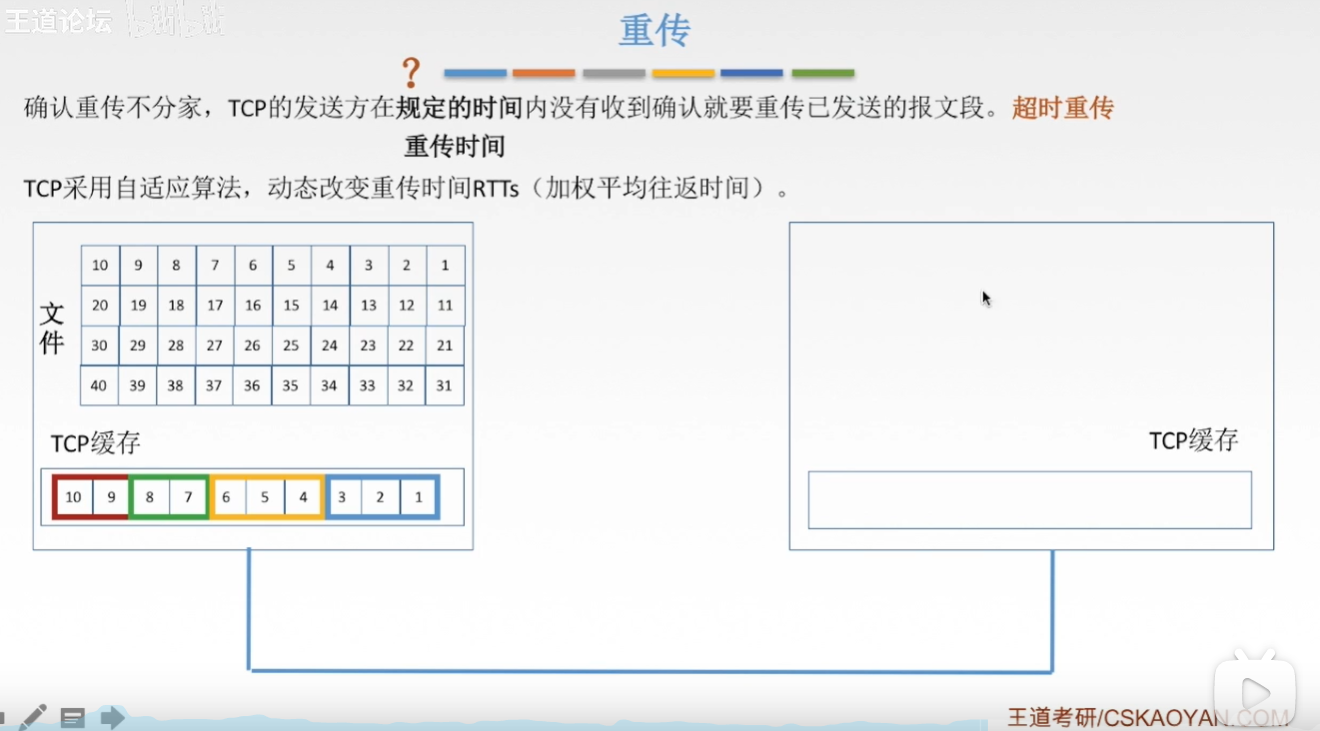 王道论坛 bilibili
重传
?
确认重传不分家，TCP的发送方在规定的时间内没有收到确认就要重传已发送的报文段。超时重传
重传时间
TCP采用自适应算法，动态改变重传时间RTTs（加权平均往返时间）。
文件
10 9 8 7 6 5 4 3 2 1
20 19 18 17 16 15 14 13 12 11
30 29 28 27 26 25 24 23 22 21
40 39 38 37 36 35 34 33 32 31
TCP缓存
10 9 8 7 6 5 4 3 2 1
TCP缓存
王道考研/CSKAOYAN.COM